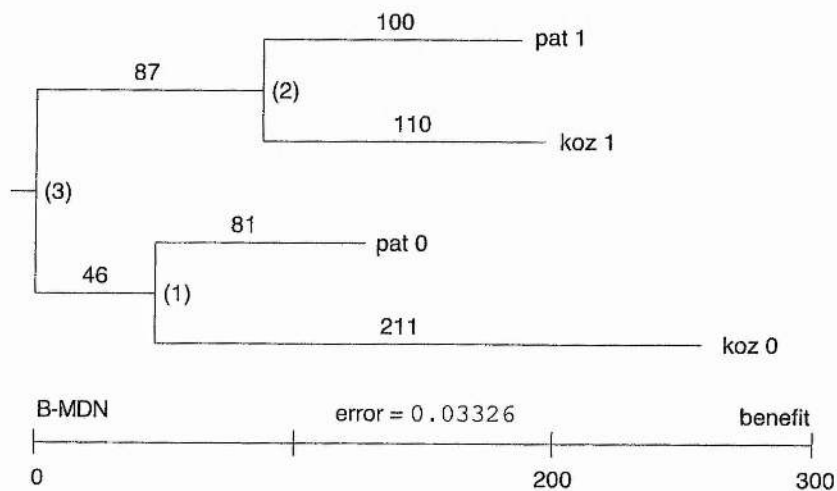 100
pat 1
87
(2)
110
koz 1
(3)
81
pat 0
46
(1)
211
koz 0
B-MDN error = 0.03326 benefit
0 200 300